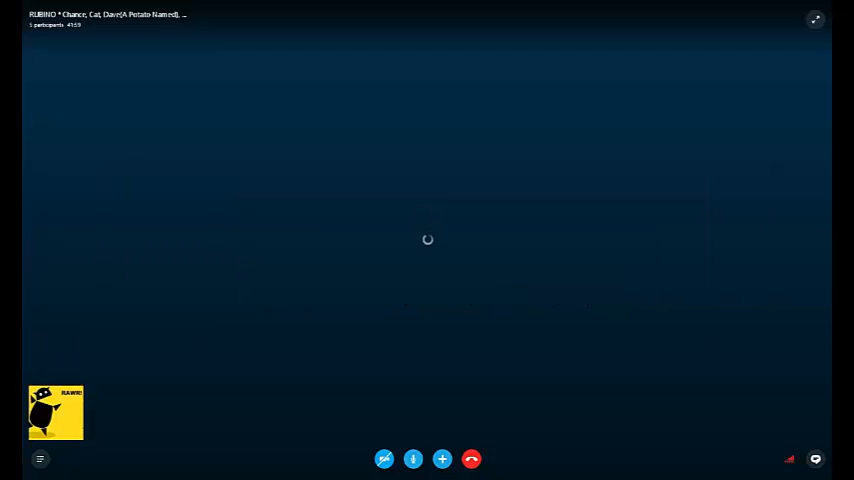 RUBINO * Chance, Cat, Dave(A Potato Named), ...
5 participants 41:59
RAWR!